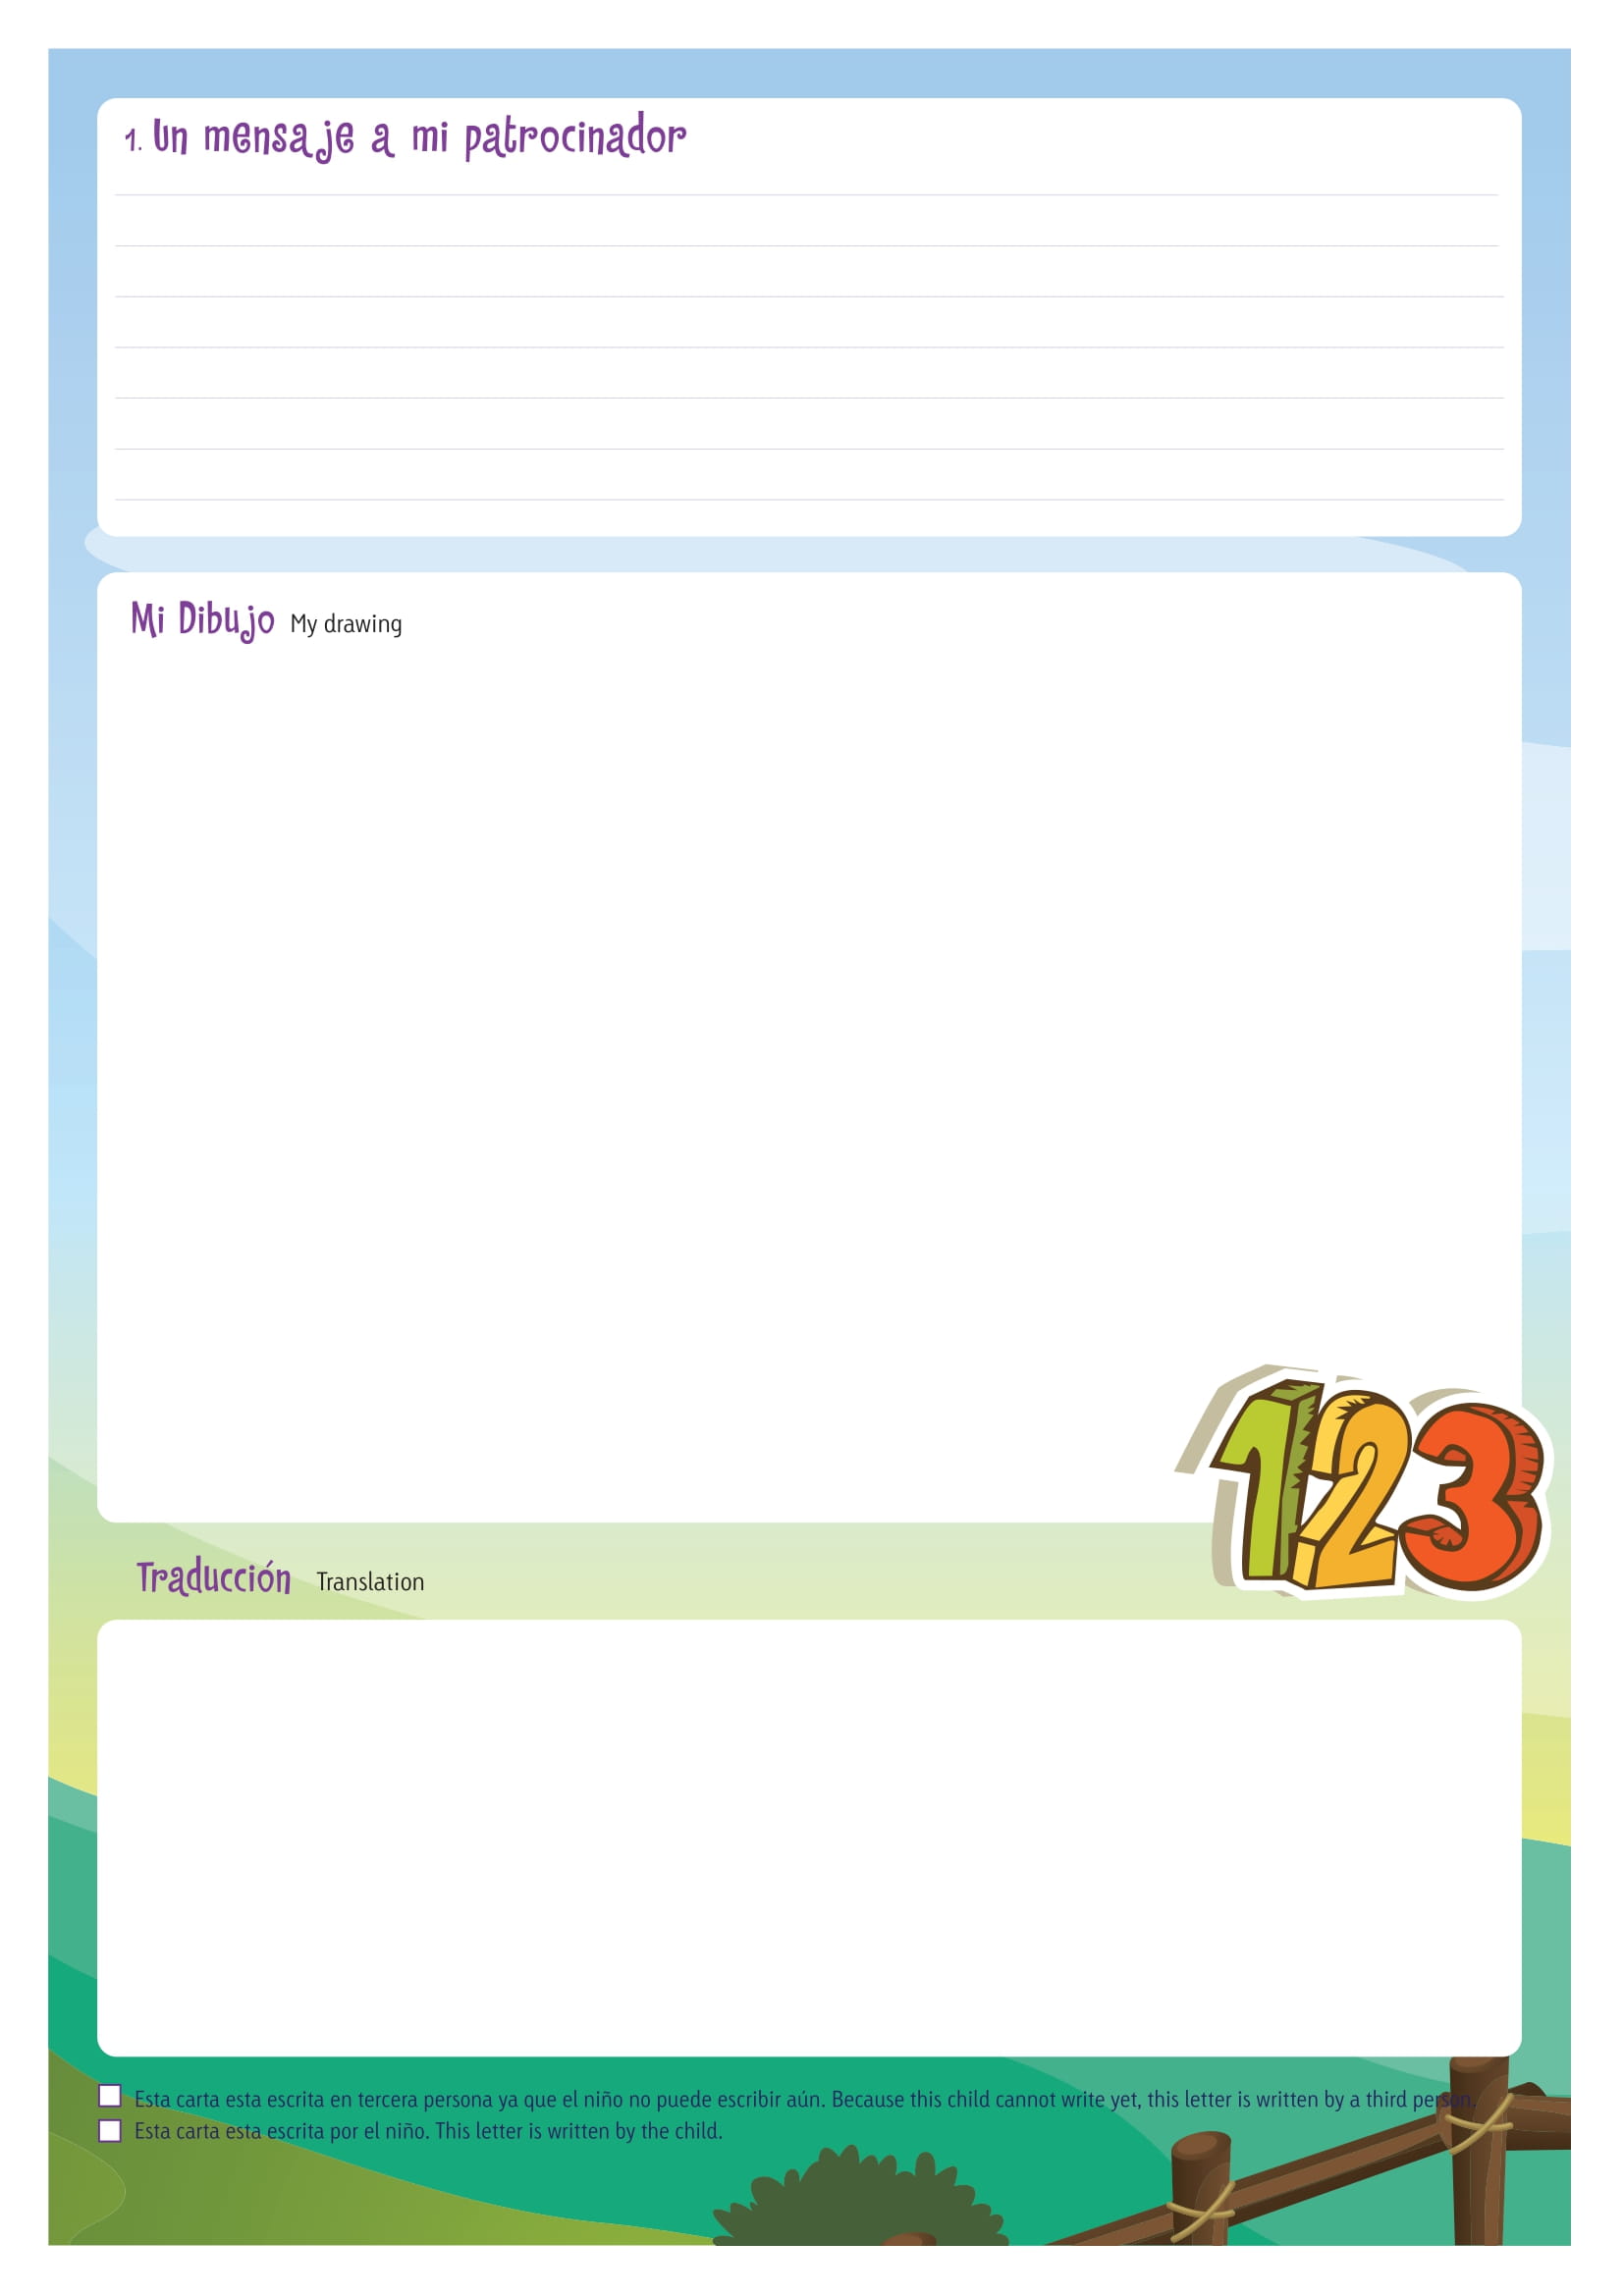 1. Un mensaje a mi patrocinador
Mi Dibujo My drawing
123
Traducción Translation
Esta carta esta escrita en tercera persona ya que el niño no puede escribir aún. Because this child cannot write yet, this letter is written by a third person.
Esta carta esta escrita por el niño. This letter is written by the child.